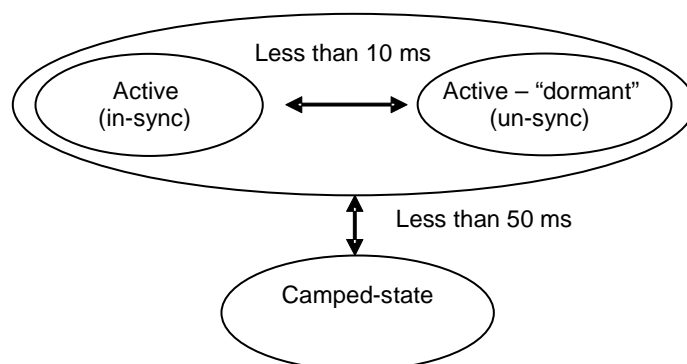 Less than 10 ms
Active
(in-sync)
Active – “dormant”
(un-sync)
Less than 50 ms
Camped-state